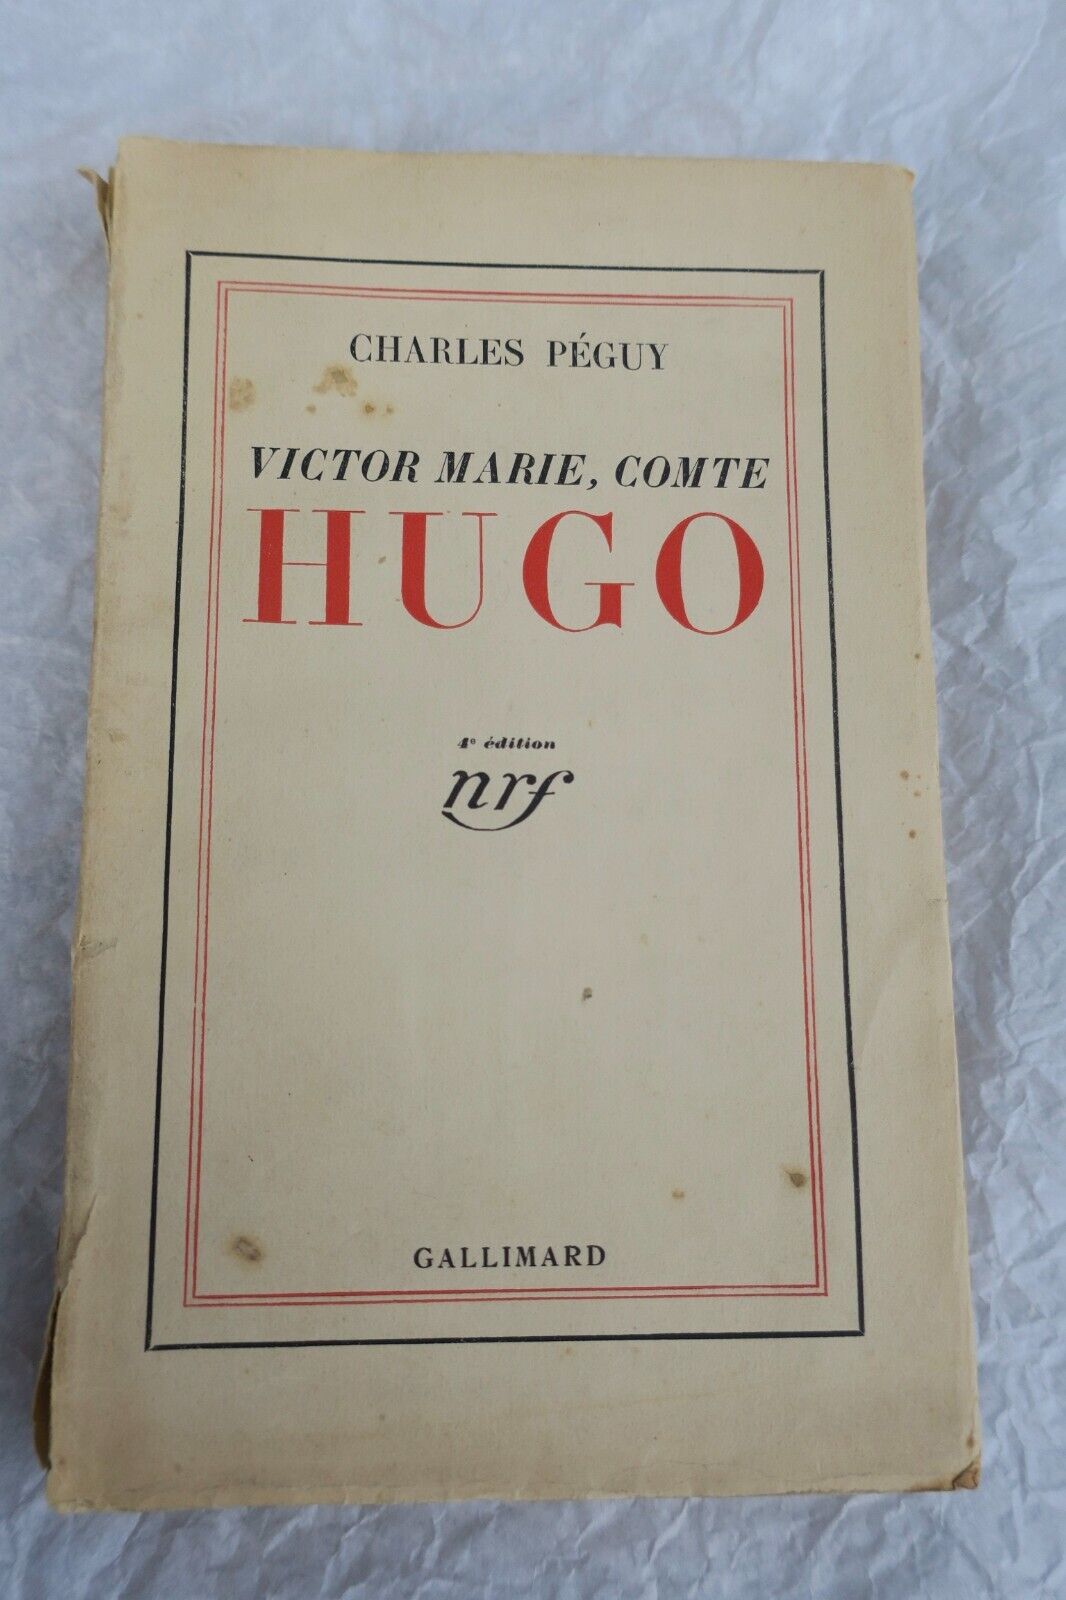 CHARLES PÉGUY
VICTOR MARIE, COMTE
HUGO
4e édition
nrf
GALLIMARD